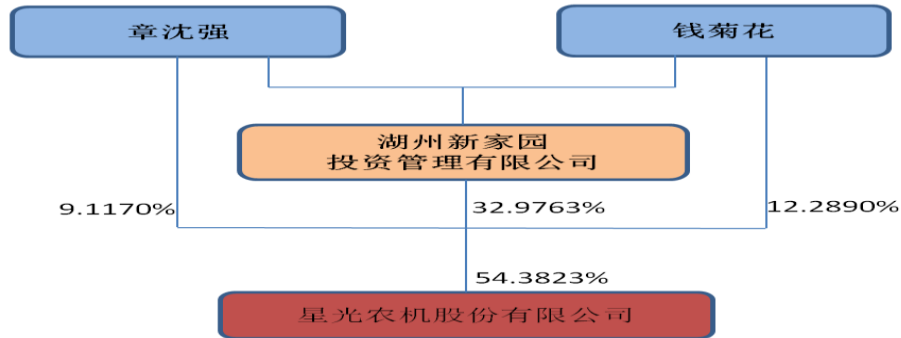 章沈强
钱菊花
湖州新家园
投资管理有限公司
9.1170%
32.9763%
12.2890%
54.3823%
星光农机股份有限公司